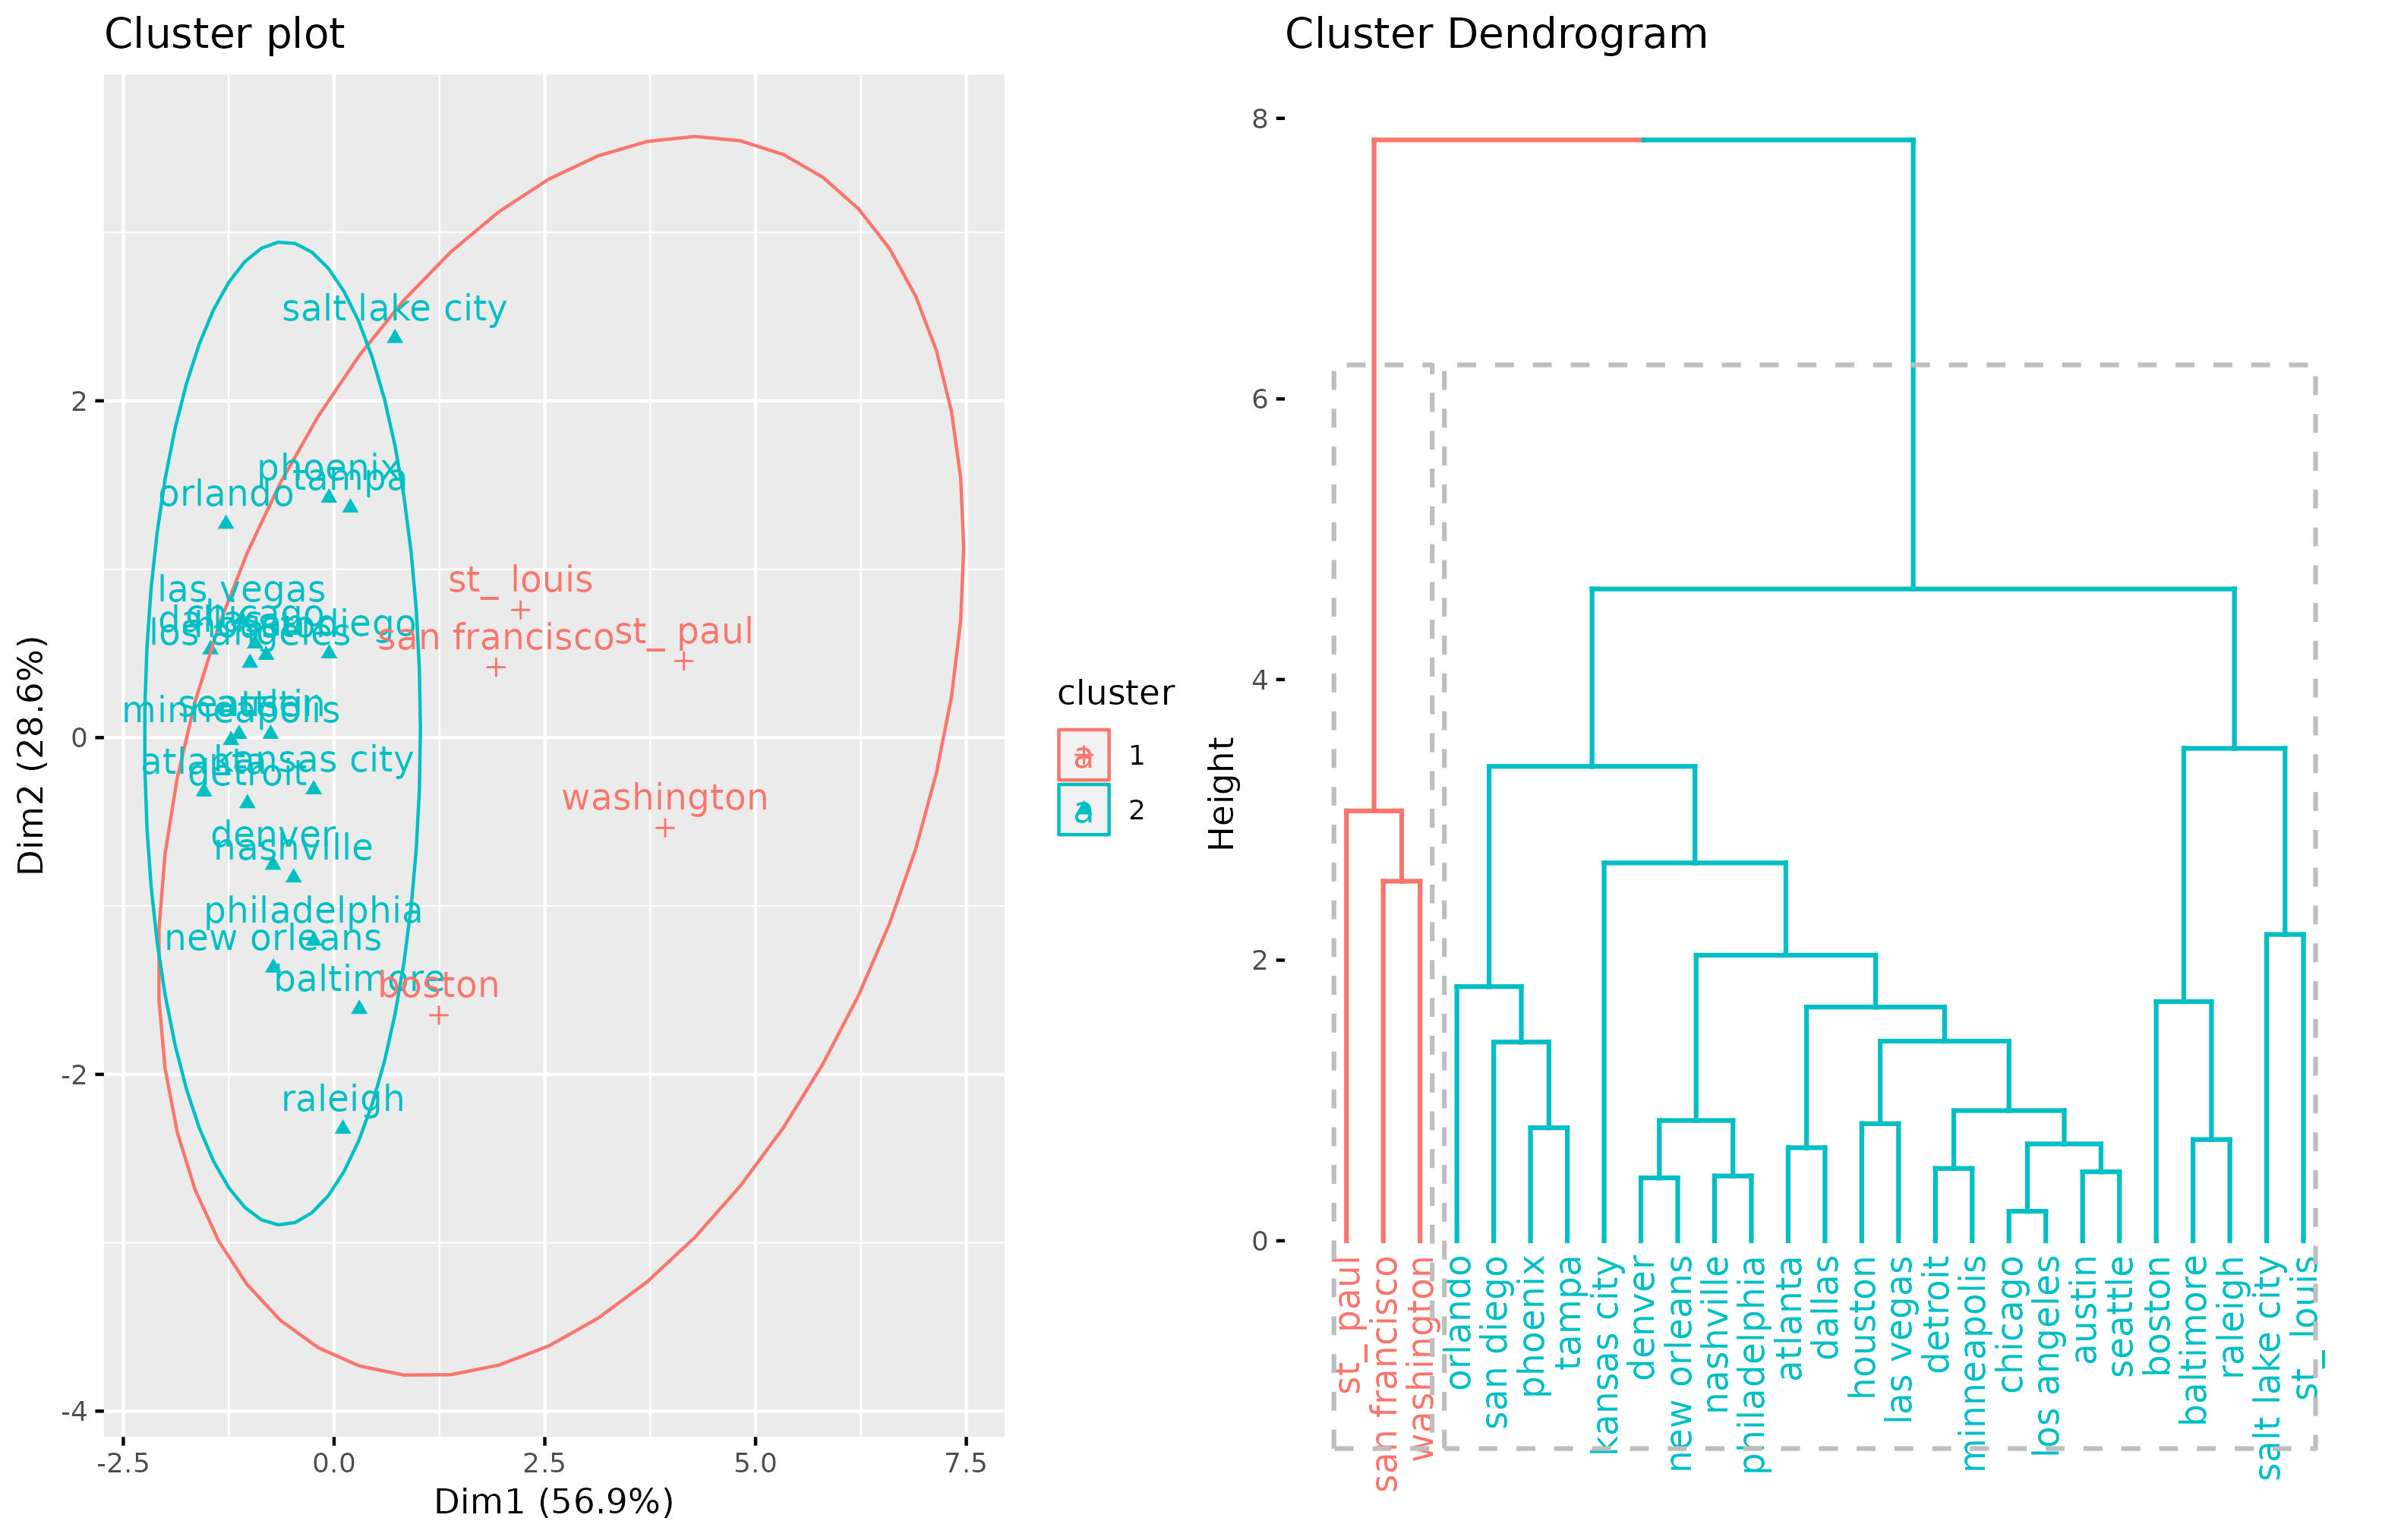 Cluster plot
salt lake city
phoenix
tampa
orlando
st_ louis
las vegas
chicago
dallas
houston
san diego
los angeles
san francisco
st_ paul
seattle
austin
minneapolis
kansas city
atlanta
detroit
washington
denver
nashville
philadelphia
new orleans
baltimore
boston
raleigh
2
0
-2
-4
-2.5
0.0
2.5
5.0
7.5
Dim1 (56.9%)
Dim2 (28.6%)
cluster
a 1
a 2
Cluster Dendrogram
8
6
4
2
0
Height
st_ paul
san francisco
washington
orlando
san diego
phoenix
tampa
kansas city
denver
new orleans
nashville
philadelphia
atlanta
dallas
houston
las vegas
detroit
minneapolis
chicago
los angeles
austin
seattle
boston
baltimore
raleigh
salt lake city
st_ louis